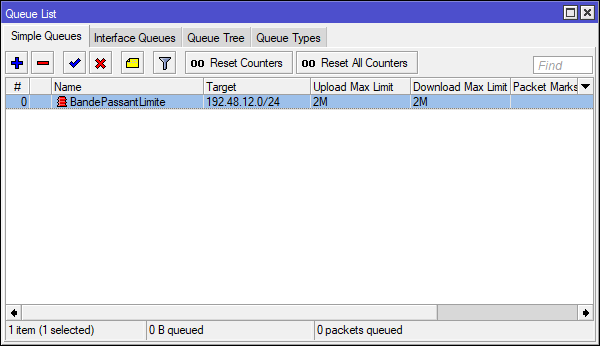 Queue List
Simple Queues Interface Queues Queue Tree Queue Types
00 Reset Counters 00 Reset All Counters Find
# Name Target Upload Max Limit Download Max Limit Packet Marks
0 BandePassantLimite 192.48.12.0/24 2M 2M
1 item (1 selected) 0 B queued 0 packets queued